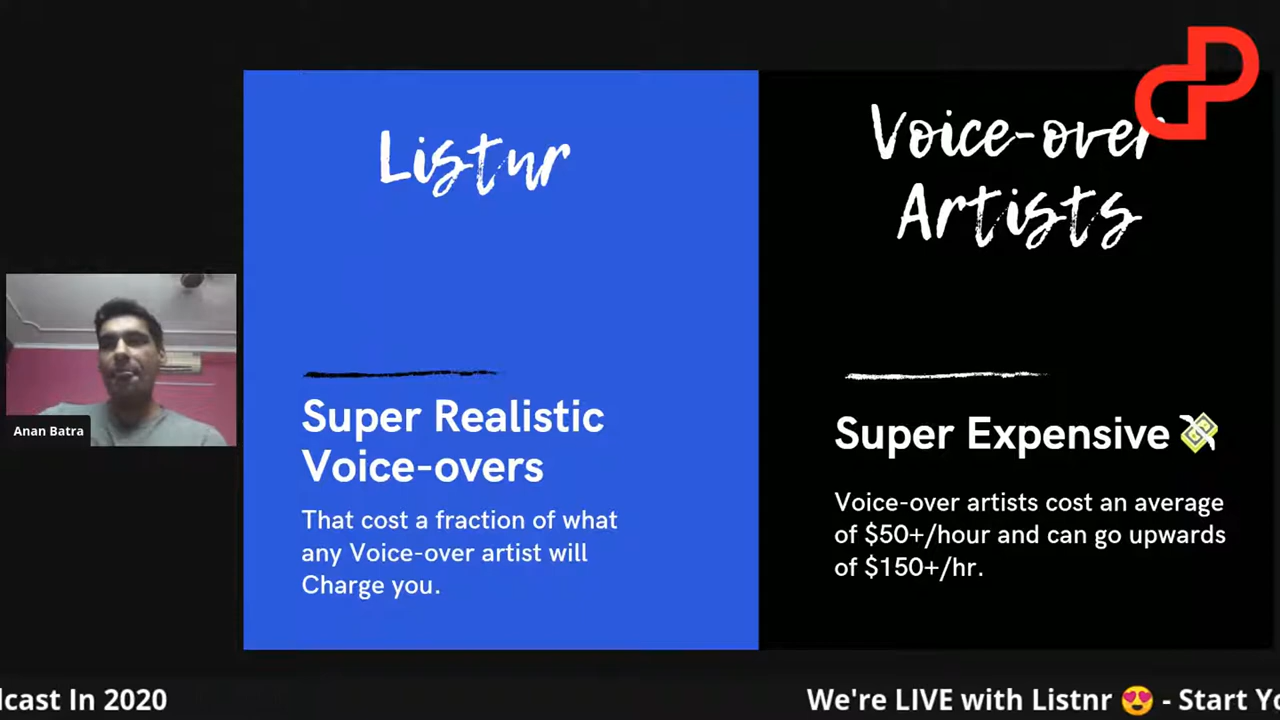 Listnr
Voice-over
Artists
Super Realistic
Voice-overs
That cost a fraction of what
any Voice-over artist will
Charge you.
Super Expensive 💸
Voice-over artists cost an average
of $50+/hour and can go upwards
of $150+/hr.
Anan Batra
dcast In 2020
We're LIVE with Listnr 😍 - Start Yo